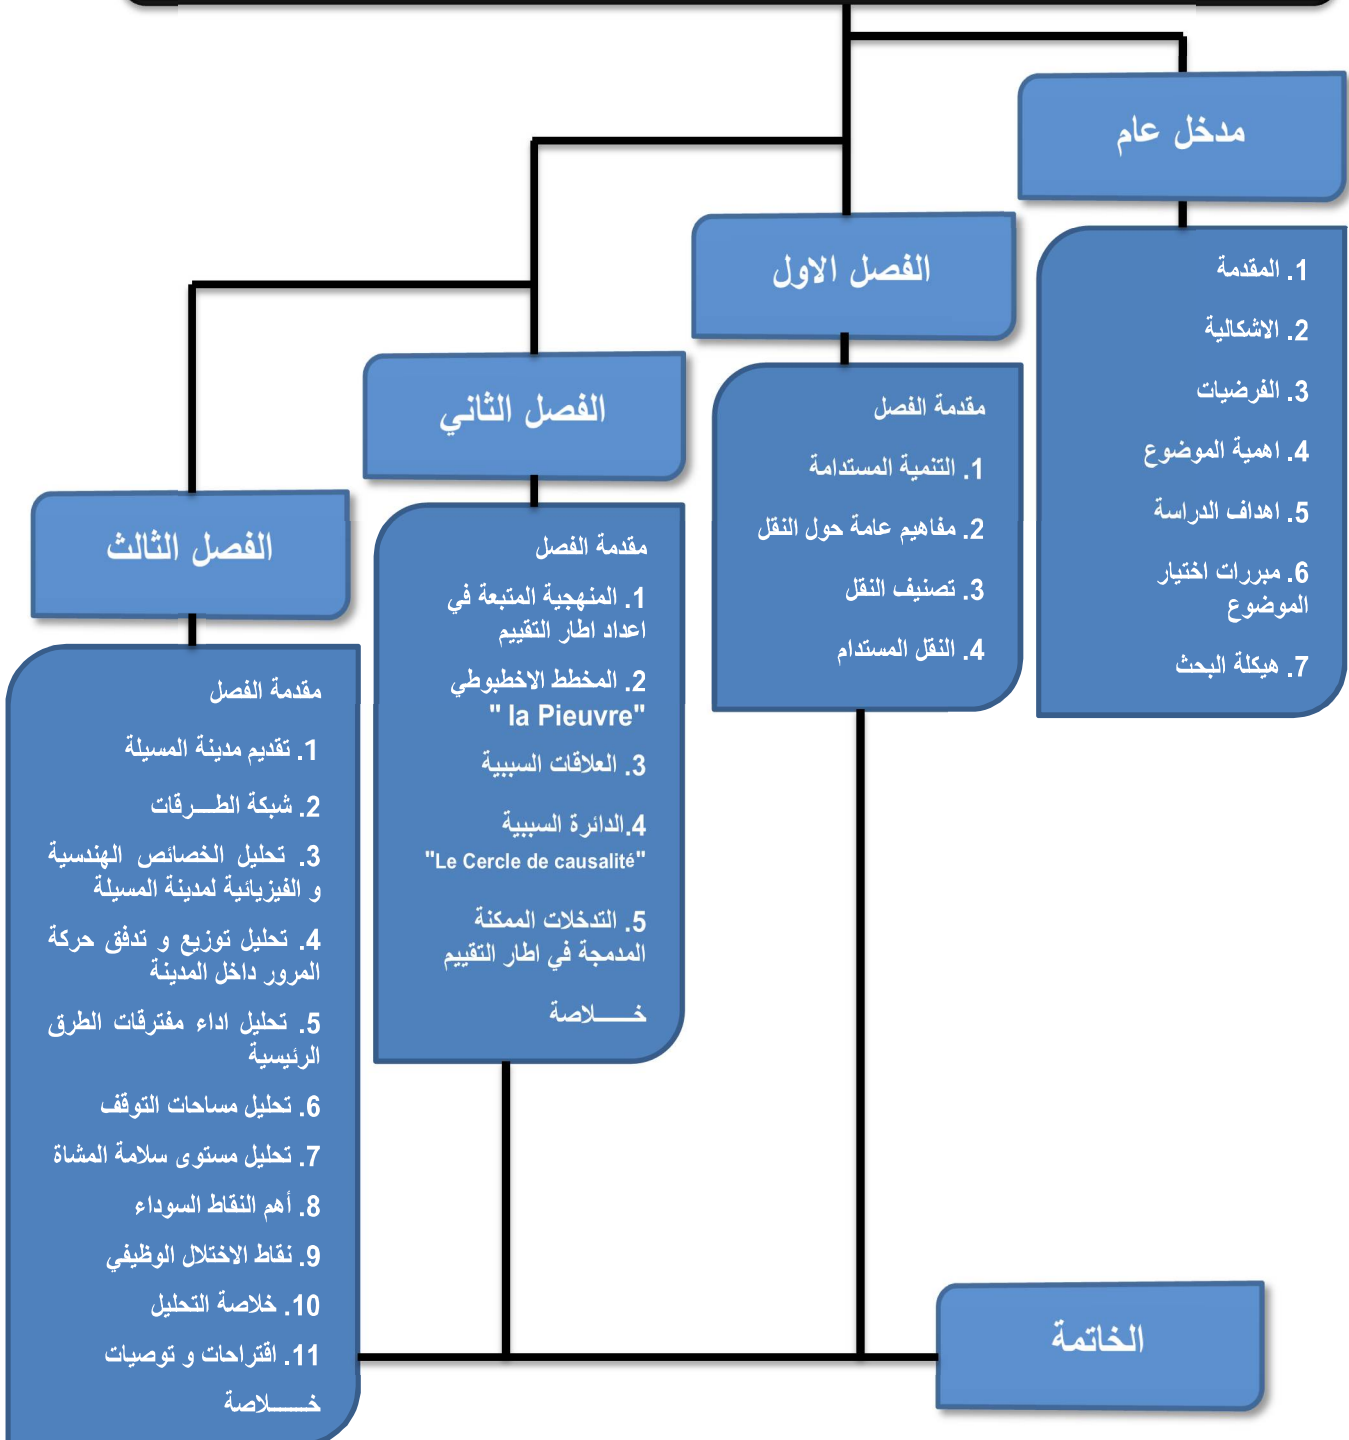 مدخل عام
1. المقدمة
2. الاشكالية
3. الفرضيات
4. اهمية الموضوع
5. اهداف الدراسة
6. مبررات اختيار
الموضوع
7. هيكلة البحث
الفصل الاول
مقدمة الفصل
1. التنمية المستدامة
2. مفاهيم عامة حول النقل
3. تصنيف النقل
4. النقل المستدام
الفصل الثاني
مقدمة الفصل
1. المنهجية المتبعة في
اعداد اطار التقييم
2. المخطط الاخطبوطي
" la Pieuvre"
3. العلاقات السببية
4.الدائرة السببية
"Le Cercle de causalité"
5. التدخلات الممكنة
المدمجة في اطار التقييم
خـــــلاصة
الفصل الثالث
مقدمة الفصل
1. تقديم مدينة المسيلة
2. شبكة الطـــرقات
3. تحليل الخصائص الهندسية
و الفيزيائية لمدينة المسيلة
4. تحليل توزيع و تدفق حركة
المرور داخل المدينة
5. تحليل اداء مفترقات الطرق
الرئيسية
6. تحليل مساحات التوقف
7. تحليل مستوى سلامة المشاة
8. أهم النقاط السوداء
9. نقاط الاختلال الوظيفي
10. خلاصة التحليل
11. اقتراحات و توصيات
خـــــلاصة
الخاتمة